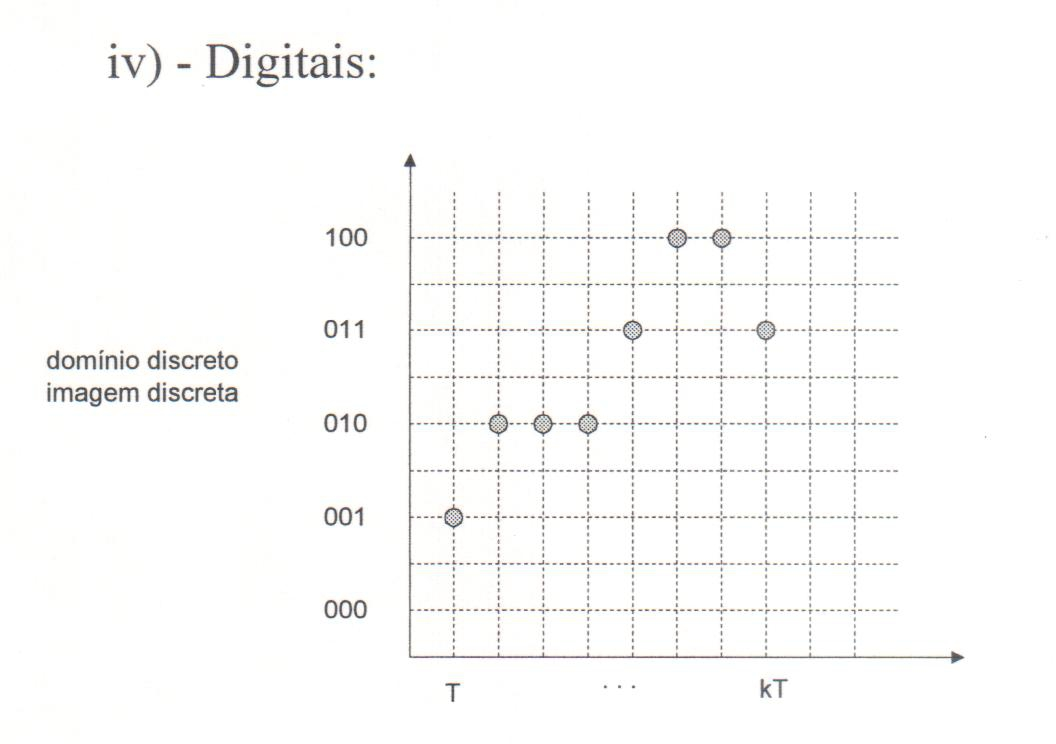 iv) - Digitais:
100
011
domínio discreto
imagem discreta
010
001
000
T ... kT